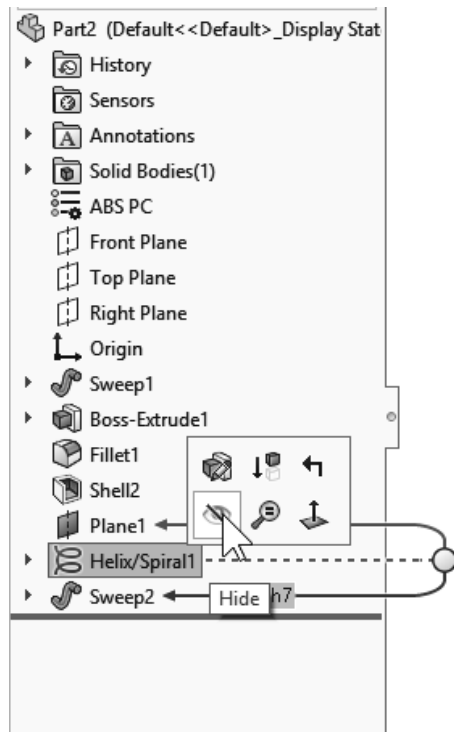 Part2 (Default<<Default>_Display Stat
History
Sensors
A Annotations
Solid Bodies(1)
ABS PC
Front Plane
Top Plane
Right Plane
Origin
Sweep1
Boss-Extrude1
Fillet1
Shell2
Plane1
Helix/Spiral1
Sweep2 Hide h7